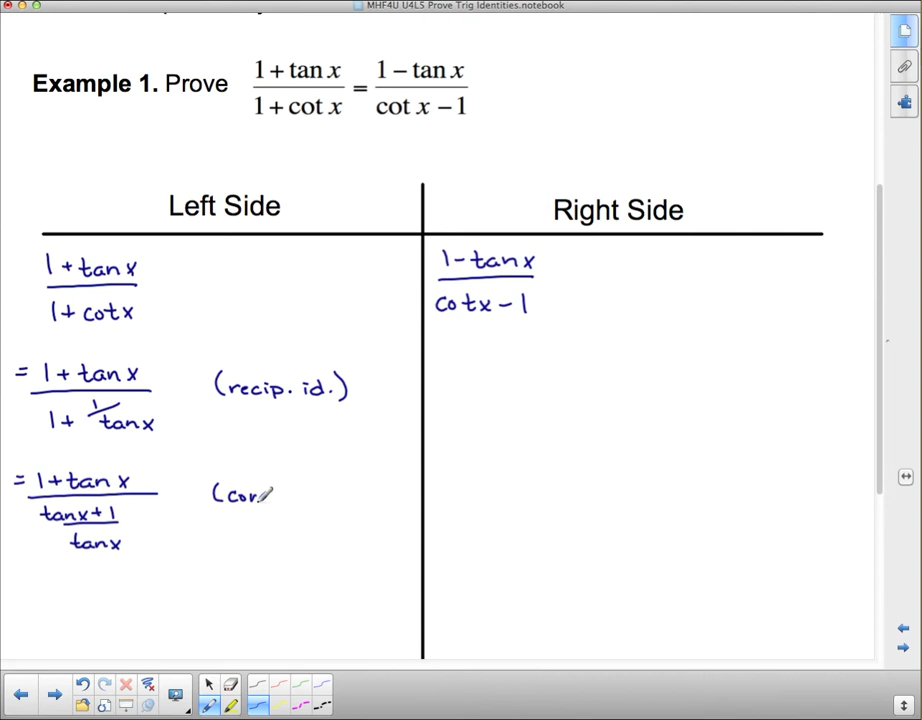 MHF4U U4L5 Prove Trig Identities.notebook
Example 1. Prove (1 + tan x)/(1 + cot x) = (1 − tan x)/(cot x − 1)
Left Side
Right Side
1 + tan x
1 + cot x
= 1 + tan x
1 + 1/tan x
(recip. id.)
= 1 + tan x
tan x + 1
tan x
1 - tan x
cot x - 1